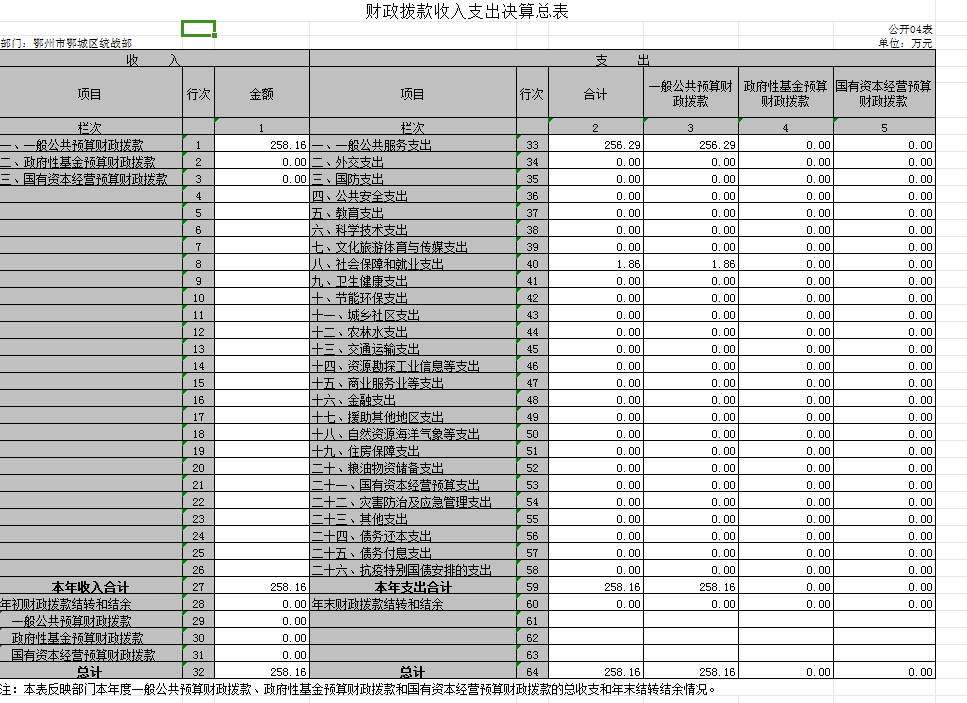 财政拨款收入支出决算总表
公开04表
部门：鄂州市鄂城区统战部 单位：万元
收 入 支 出
项目 行次 金额 项目 行次 合计 一般公共预算财政拨款 政府性基金预算财政拨款 国有资本经营预算财政拨款
栏次 1 栏次 2 3 4 5
一、一般公共预算财政拨款 1 258.16 一、一般公共服务支出 33 256.29 256.29 0.00 0.00
二、政府性基金预算财政拨款 2 0.00 二、外交支出 34 0.00 0.00 0.00 0.00
三、国有资本经营预算财政拨款 3 0.00 三、国防支出 35 0.00 0.00 0.00 0.00
4 四、公共安全支出 36 0.00 0.00 0.00 0.00
5 五、教育支出 37 0.00 0.00 0.00 0.00
6 六、科学技术支出 38 0.00 0.00 0.00 0.00
7 七、文化旅游体育与传媒支出 39 0.00 0.00 0.00 0.00
8 八、社会保障和就业支出 40 1.86 1.86 0.00 0.00
9 九、卫生健康支出 41 0.00 0.00 0.00 0.00
10 十、节能环保支出 42 0.00 0.00 0.00 0.00
11 十一、城乡社区支出 43 0.00 0.00 0.00 0.00
12 十二、农林水支出 44 0.00 0.00 0.00 0.00
13 十三、交通运输支出 45 0.00 0.00 0.00 0.00
14 十四、资源勘探工业信息等支出 46 0.00 0.00 0.00 0.00
15 十五、商业服务业等支出 47 0.00 0.00 0.00 0.00
16 十六、金融支出 48 0.00 0.00 0.00 0.00
17 十七、援助其他地区支出 49 0.00 0.00 0.00 0.00
18 十八、自然资源海洋气象等支出 50 0.00 0.00 0.00 0.00
19 十九、住房保障支出 51 0.00 0.00 0.00 0.00
20 二十、粮油物资储备支出 52 0.00 0.00 0.00 0.00
21 二十一、国有资本经营预算支出 53 0.00 0.00 0.00 0.00
22 二十二、灾害防治及应急管理支出 54 0.00 0.00 0.00 0.00
23 二十三、其他支出 55 0.00 0.00 0.00 0.00
24 二十四、债务还本支出 56 0.00 0.00 0.00 0.00
25 二十五、债务付息支出 57 0.00 0.00 0.00 0.00
26 二十六、抗疫特别国债安排的支出 58 0.00 0.00 0.00 0.00
本年收入合计 27 258.16 本年支出合计 59 258.16 258.16 0.00 0.00
年初财政拨款结转和结余 28 0.00 年末财政拨款结转和结余 60 0.00 0.00 0.00 0.00
一般公共预算财政拨款 29 0.00 61
政府性基金预算财政拨款 30 0.00 62
国有资本经营预算财政拨款 31 0.00 63
总计 32 258.16 总计 64 258.16 258.16 0.00 0.00
注：本表反映部门本年度一般公共预算财政拨款、政府性基金预算财政拨款和国有资本经营预算财政拨款的总收支和年末结转结余情况。